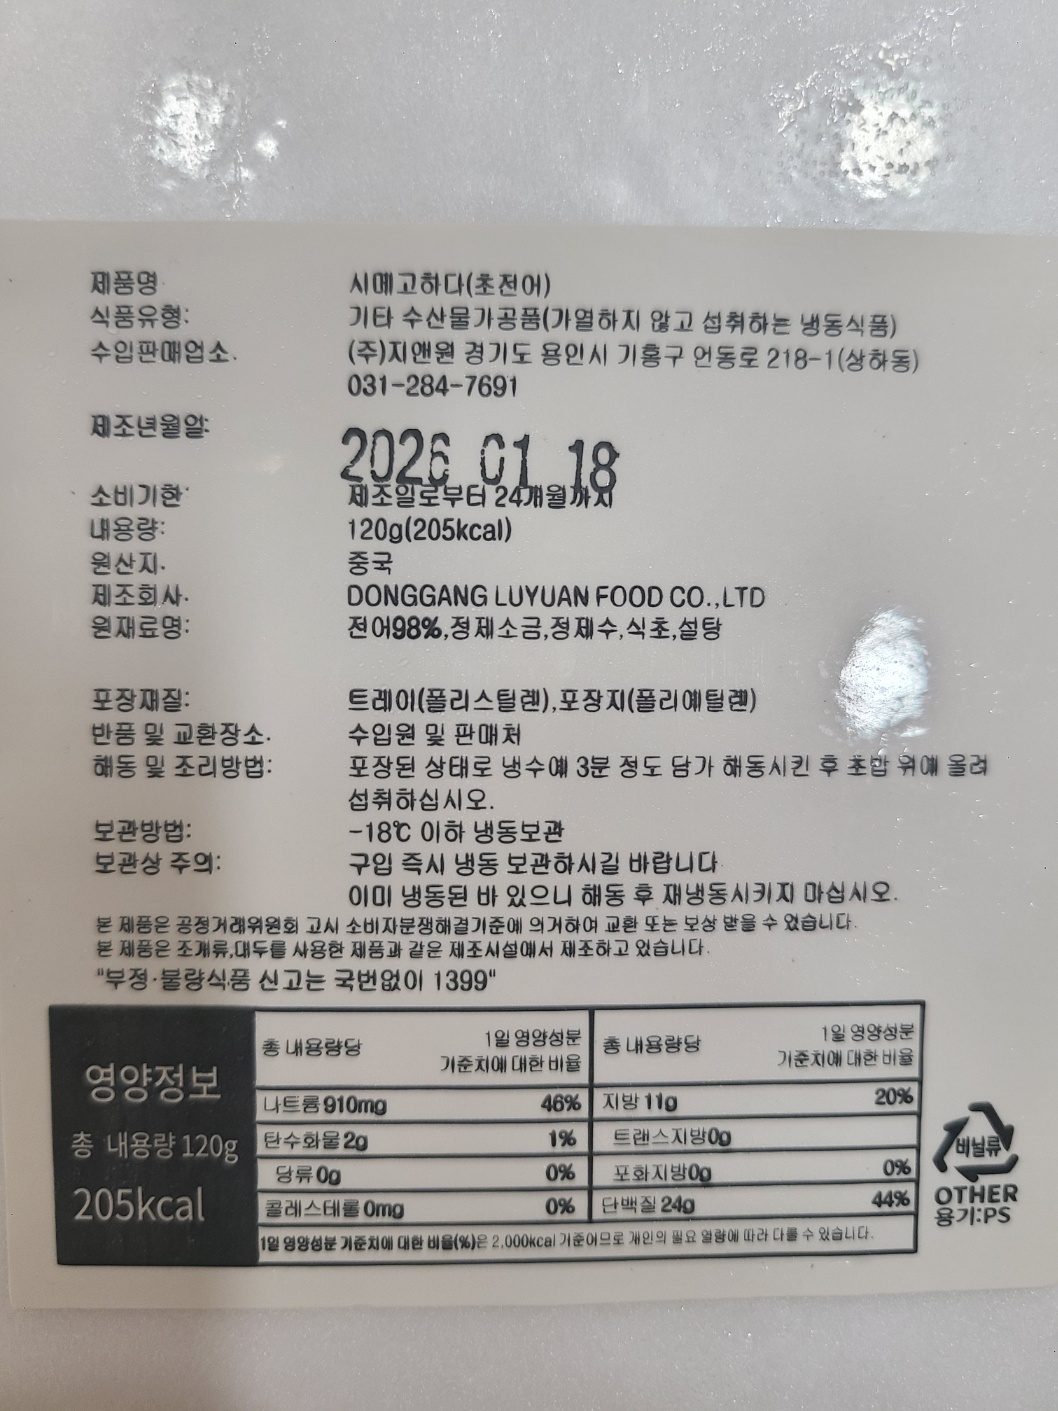 제품명 시메고하다(초전어)
식품유형: 기타 수산물가공품(가열하지 않고 섭취하는 냉동식품)
수입판매업소. (주)지앤원 경기도 용인시 기흥구 언동로 218-1(상하동)
031-284-7691
제조년월일: 2026 01 18
소비기한 제조일로부터 24개월까지
내용량: 120g(205kcal)
원산지. 중국
제조회사. DONGGANG LUYUAN FOOD CO.,LTD
원재료명: 전어98%,정제소금,정제수,식초,설탕
포장재질: 트레이(폴리스틸렌),포장지(폴리에틸렌)
반품 및 교환장소. 수입원 및 판매처
해동 및 조리방법: 포장된 상태로 냉수에 3분 정도 담가 해동시킨 후 초밥 위에 올려
섭취하십시오.
보관방법: -18℃ 이하 냉동보관
보관상 주의: 구입 즉시 냉동 보관하시길 바랍니다
이미 냉동된 바 있으니 해동 후 재냉동시키지 마십시오.
본 제품은 공정거래위원회 고시 소비자분쟁해결기준에 의거하여 교환 또는 보상 받을 수 있습니다.
본 제품은 조개류,대두를 사용한 제품과 같은 제조시설에서 제조하고 있습니다.
"부정·불량식품 신고는 국번없이 1399"
영양정보
총 내용량 120g
205kcal
총 내용량당 1일 영양성분 기준치에 대한 비율 총 내용량당 1일 영양성분 기준치에 대한 비율
나트륨 910mg 46% 지방 11g 20%
탄수화물 2g 1% 트랜스지방 0g
당류 0g 0% 포화지방 0g 0%
콜레스테롤 0mg 0% 단백질 24g 44%
1일 영양성분 기준치에 대한 비율(%)은 2,000kcal 기준이므로 개인의 필요 열량에 따라 다를 수 있습니다.
비닐류
OTHER
용기:PS